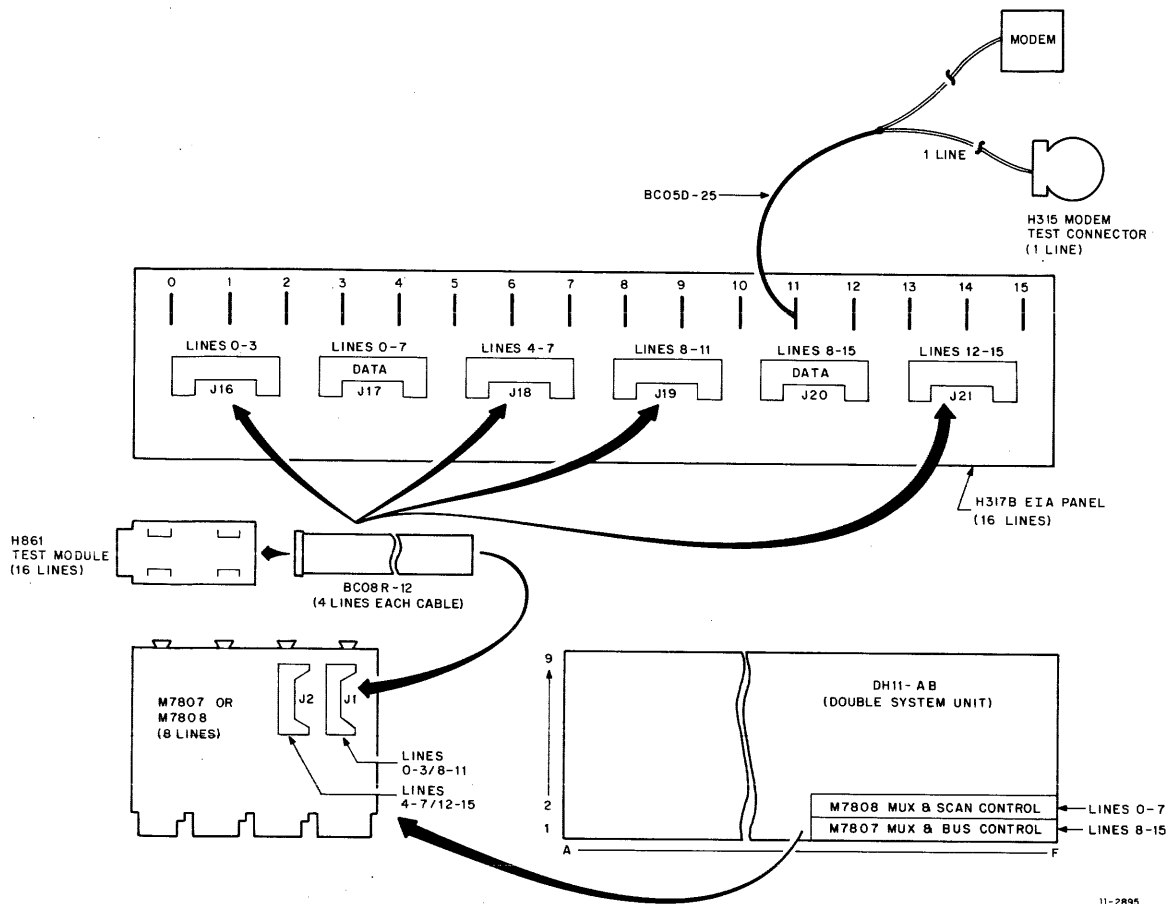 MODEM
1 LINE
BC05D-25
H315 MODEM
TEST CONNECTOR
(1 LINE)
0 1 2 3 4 5 6 7 8 9 10 11 12 13 14 15
LINES 0-3 LINES 0-7 LINES 4-7 LINES 8-11 LINES 8-15 LINES 12-15
DATA DATA
J16 J17 J18 J19 J20 J21
H317B EIA PANEL
(16 LINES)
H861
TEST MODULE
(16 LINES)
BC08R-12
(4 LINES EACH CABLE)
M7807 OR
M7808
(8 LINES)
J2 J1
LINES
0-3/8-11
LINES
4-7/12-15
9
DH11-AB
(DOUBLE SYSTEM UNIT)
2
M7808 MUX & SCAN CONTROL
LINES 0-7
1
M7807 MUX & BUS CONTROL
LINES 8-15
A F
11-2895